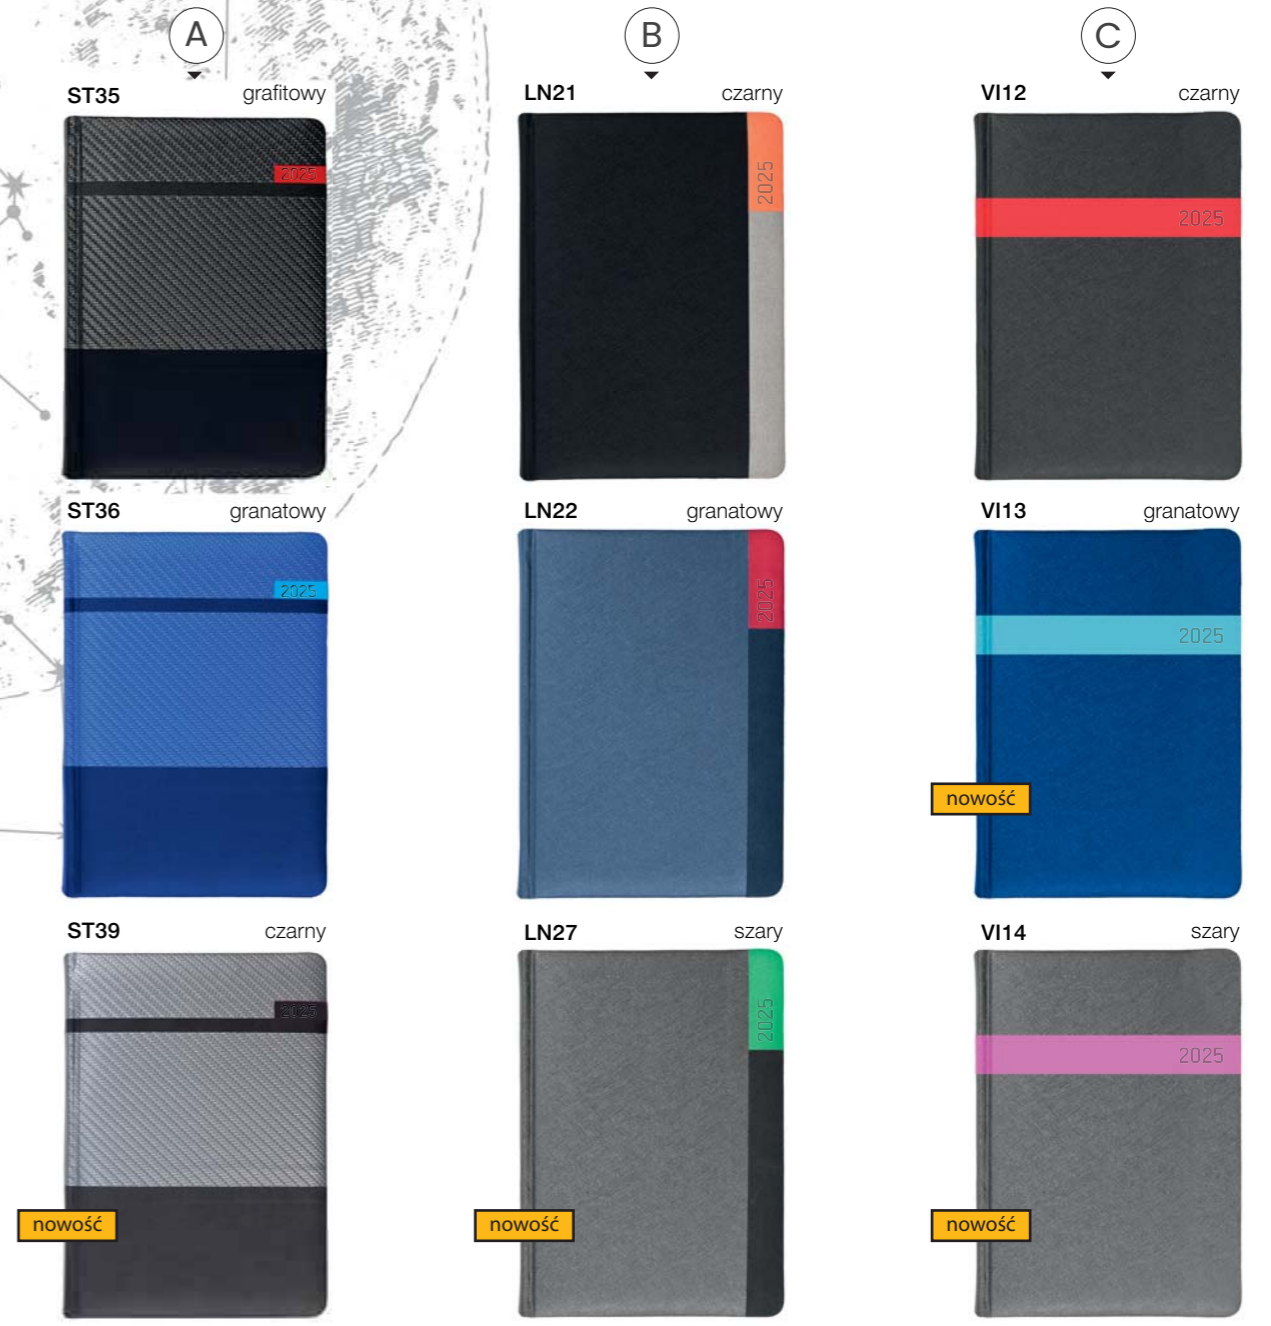 A
B
C
ST35 grafitowy
LN21 czarny
VI12 czarny
2025
2025
2025
ST36 granatowy
LN22 granatowy
VI13 granatowy
2025
2025
2025
nowość
ST39 czarny
LN27 szary
VI14 szary
2025
2025
2025
nowość
nowość
nowość